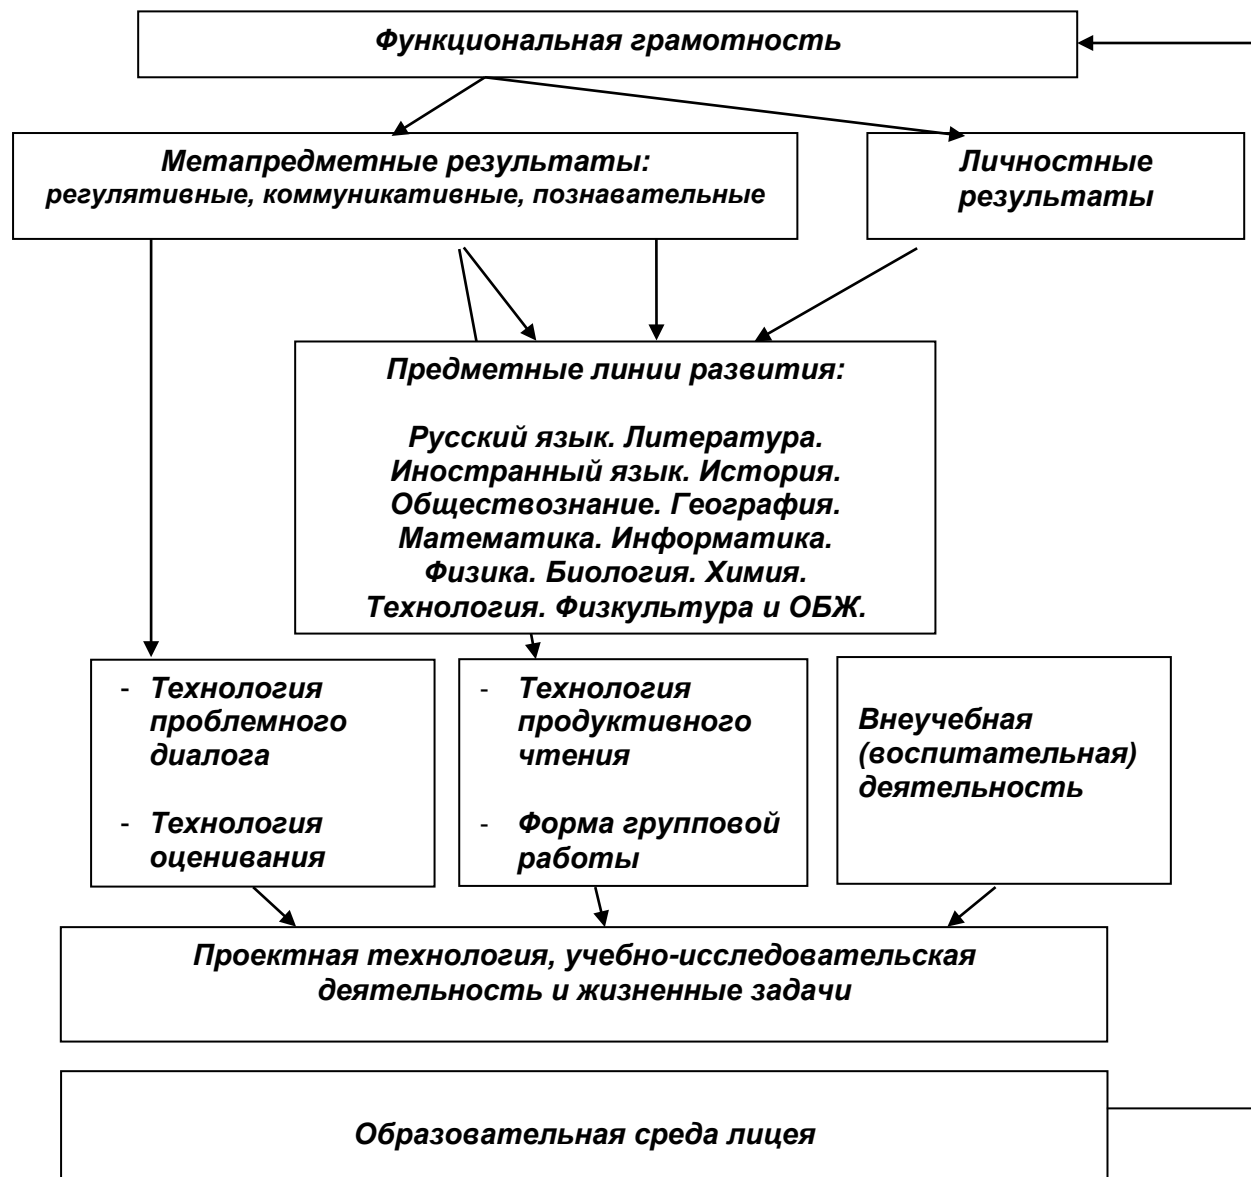 Функциональная грамотность
Метапредметные результаты:
регулятивные, коммуникативные, познавательные
Личностные
результаты
Предметные линии развития:
Русский язык. Литература.
Иностранный язык. История.
Обществознание. География.
Математика. Информатика.
Физика. Биология. Химия.
Технология. Физкультура и ОБЖ.
- Технология
проблемного
диалога
- Технология
оценивания
- Технология
продуктивного
чтения
- Форма групповой
работы
Внеучебная
(воспитательная)
деятельность
Проектная технология, учебно-исследовательская
деятельность и жизненные задачи
Образовательная среда лицея